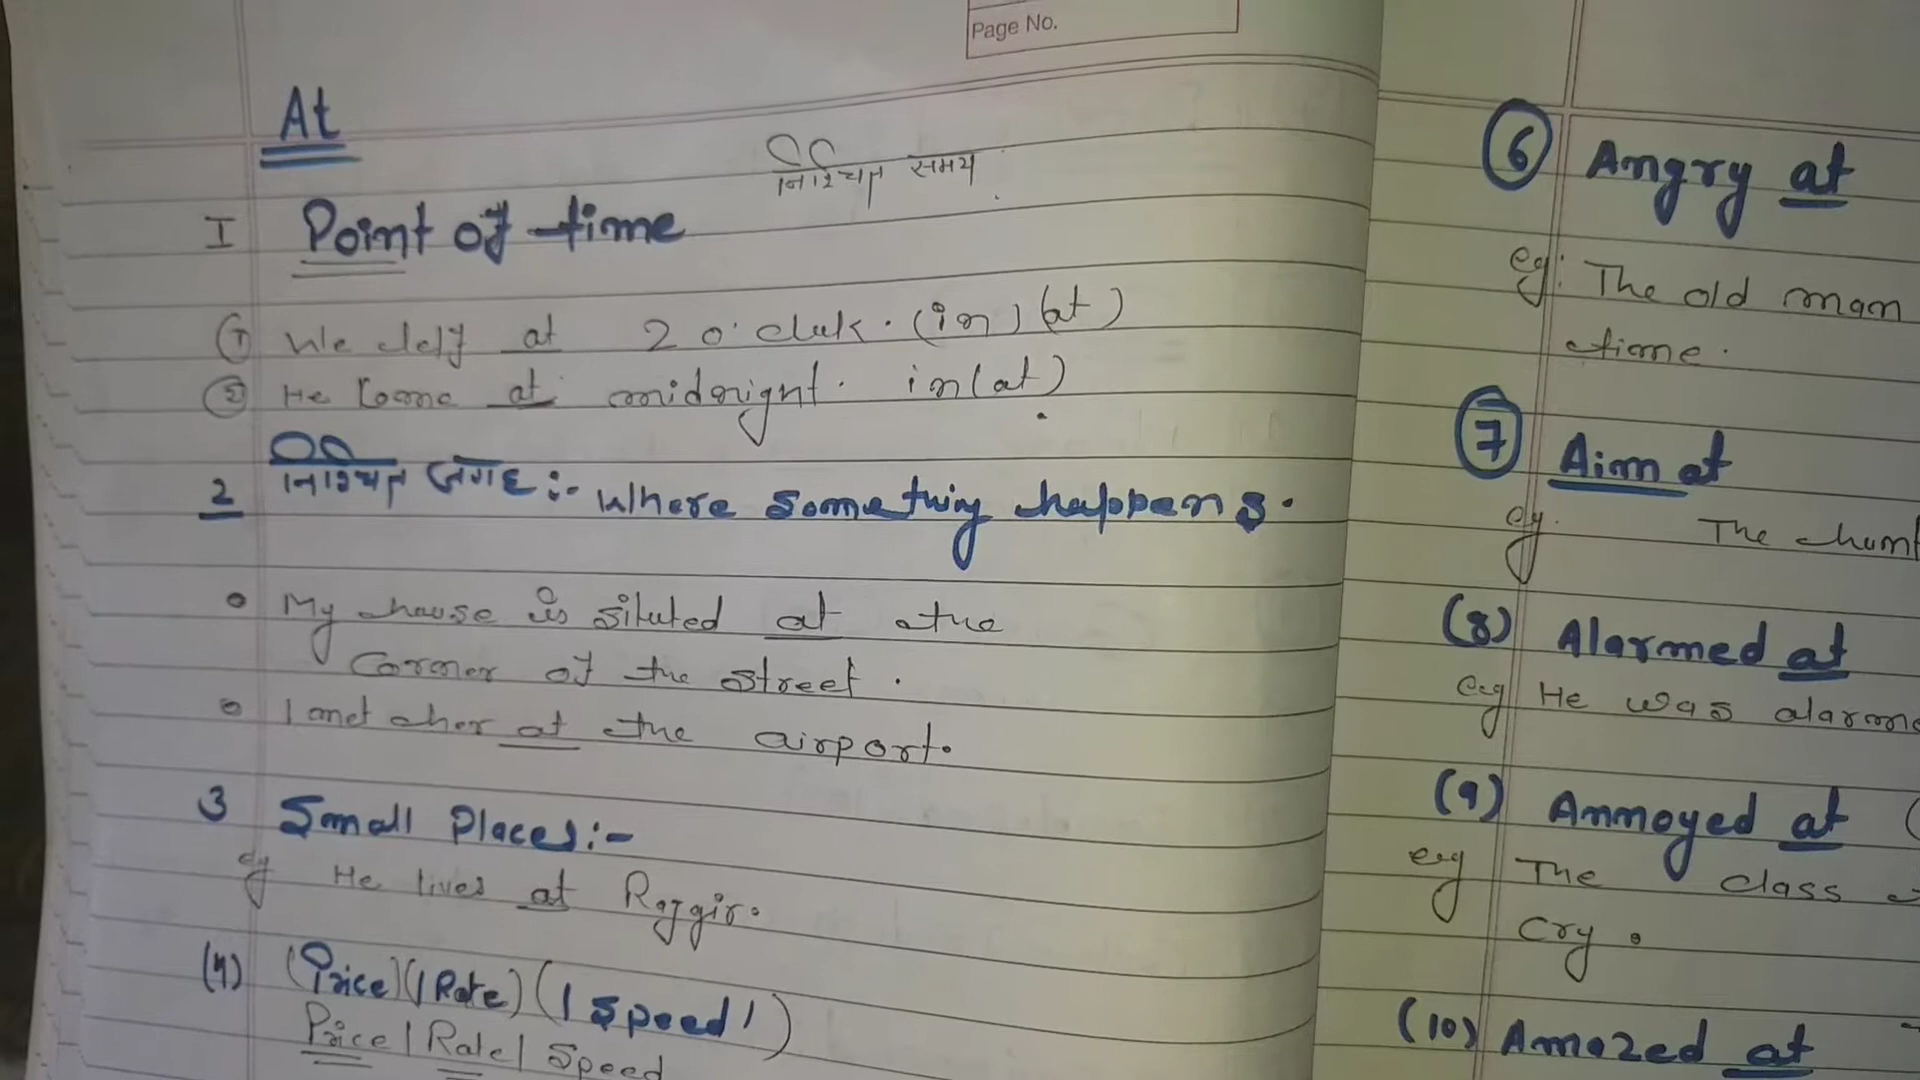 Page No.
At
निश्चित समय
I Point of time
① We left at 2 o'clock. (in) (at)
② He came at midnight. in (at)
2 निश्चित जगह :- Where something happens.
• My house is situted at the
corner of the street.
• I met her at the airport.
3 Small Places:-
eg He lives at Rajgir.
(4) (Price) (Rate) (Speed)
Price | Rate | Speed
⑥ Angry at
eg: The old man
time.
⑦ Aim at
eg. The
(8) Alarmed at
eg He was
(9) Annoyed at (
eg The class
cry.
(10) Amazed at